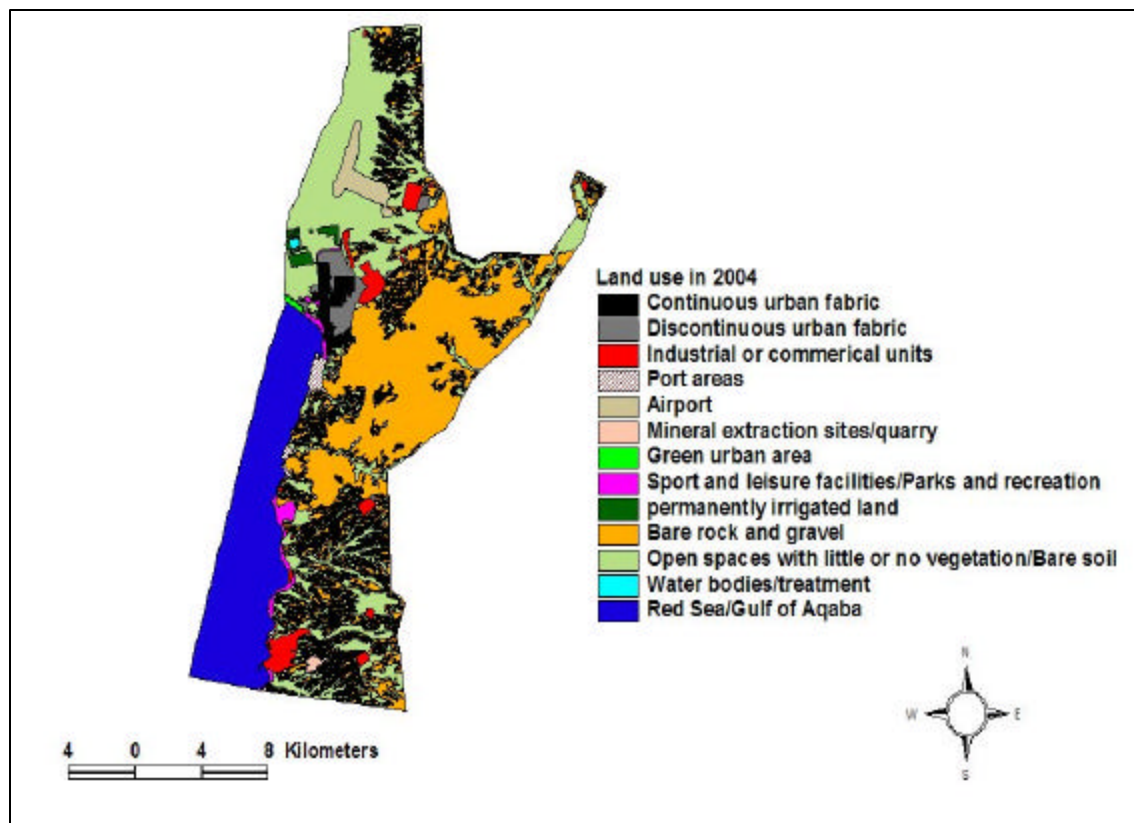 Land use in 2004
Continuous urban fabric
Discontinuous urban fabric
Industrial or commerical units
Port areas
Airport
Mineral extraction sites/quarry
Green urban area
Sport and leisure facilities/Parks and recreation
permanently irrigated land
Bare rock and gravel
Open spaces with little or no vegetation/Bare soil
Water bodies/treatment
Red Sea/Gulf of Aqaba
N
W E
S
4 0 4 8 Kilometers